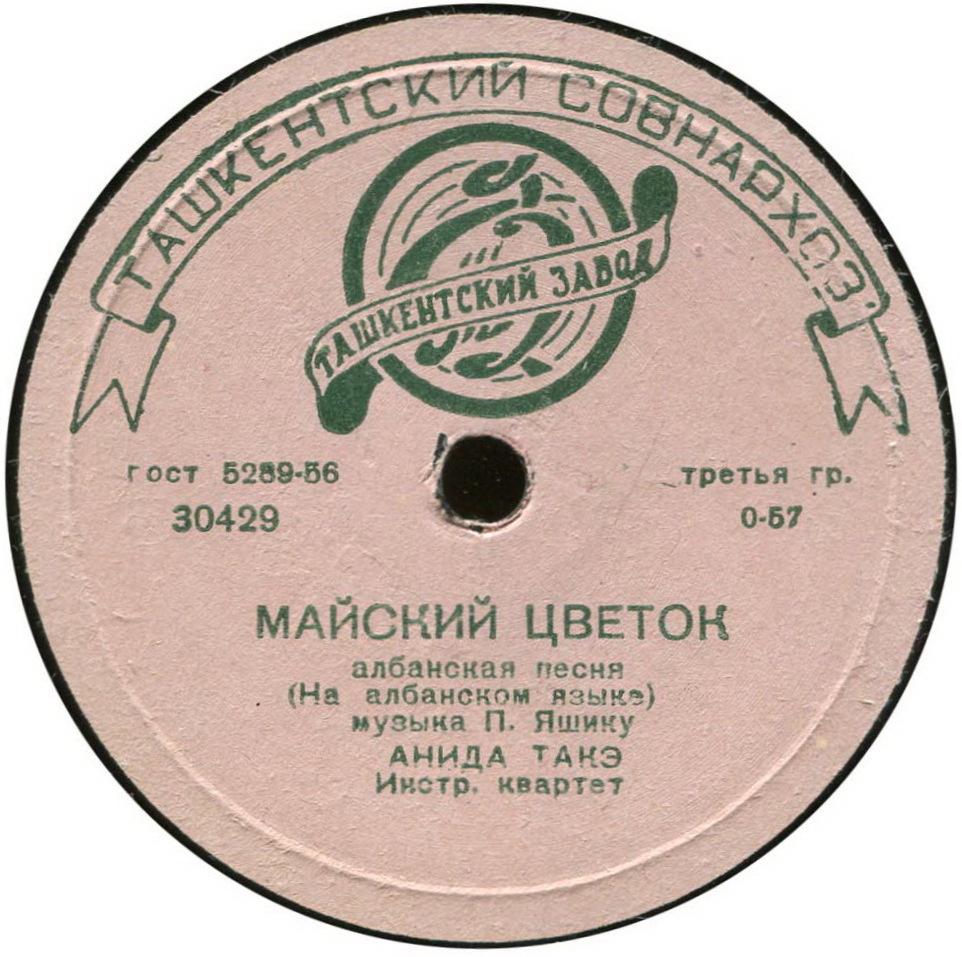 ТАШКЕНТСКИЙ СОВНАРХОЗ
ТАШКЕНТСКИЙ ЗАВОД
гост 5289-56
30429
третья гр.
0-57
МАЙСКИЙ ЦВЕТОК
албанская песня
(На албанском языке)
музыка П. Яшику
АНИДА ТАКЭ
Инстр. квартет